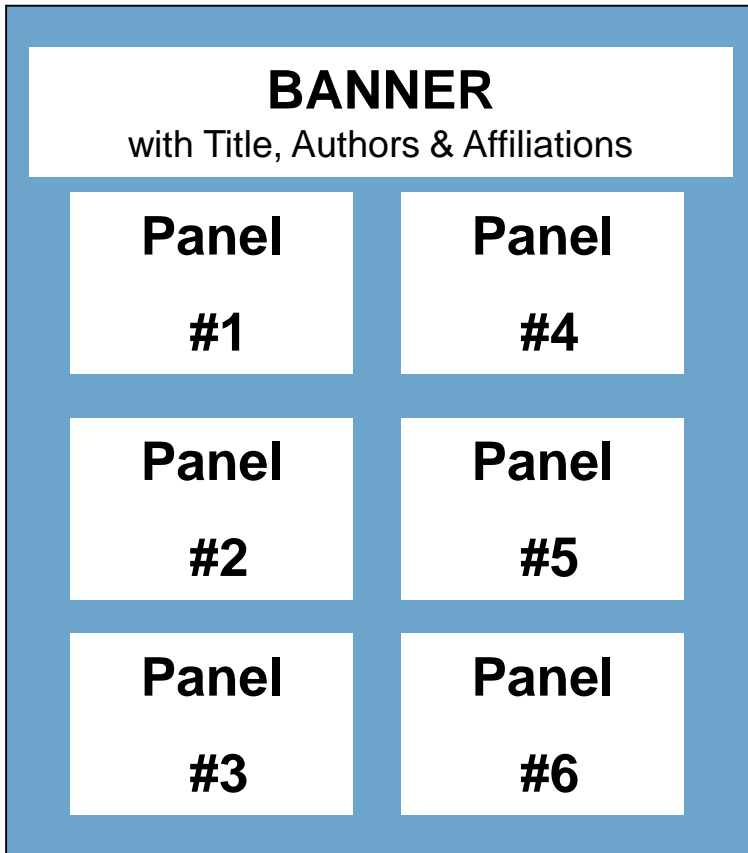 BANNER
with Title, Authors & Affiliations
Panel
#1
Panel
#2
Panel
#3
Panel
#4
Panel
#5
Panel
#6